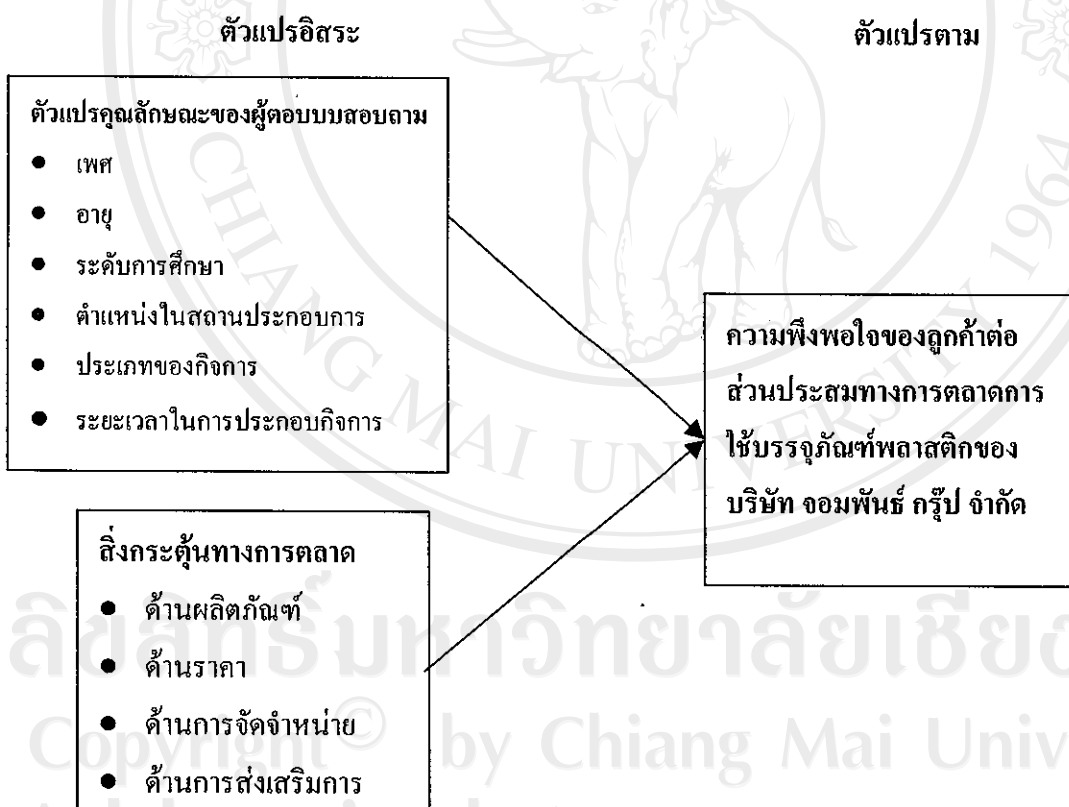 ตัวแปรอิสระ
ตัวแปรตาม
ตัวแปรคุณลักษณะของผู้ตอบบบสอบถาม
● เพศ
● อายุ
● ระดับการศึกษา
● ตำแหน่งในสถานประกอบการ
● ประเภทของกิจการ
● ระยะเวลาในการประกอบกิจการ
ความพึงพอใจของลูกค้าต่อ
ส่วนประสมทางการตลาดการ
ใช้บรรจุภัณฑ์พลาสติกของ
บริษัท จอมพันธ์ กรุ๊ป จำกัด
สิ่งกระตุ้นทางการตลาด
● ด้านผลิตภัณฑ์
● ด้านราคา
● ด้านการจัดจำหน่าย
● ด้านการส่งเสริมการ
CHIANG MAI UNIVERSITY 1964
ลิขสิทธิ์มหาวิทยาลัยเชียง
Copyright © by Chiang Mai Univ